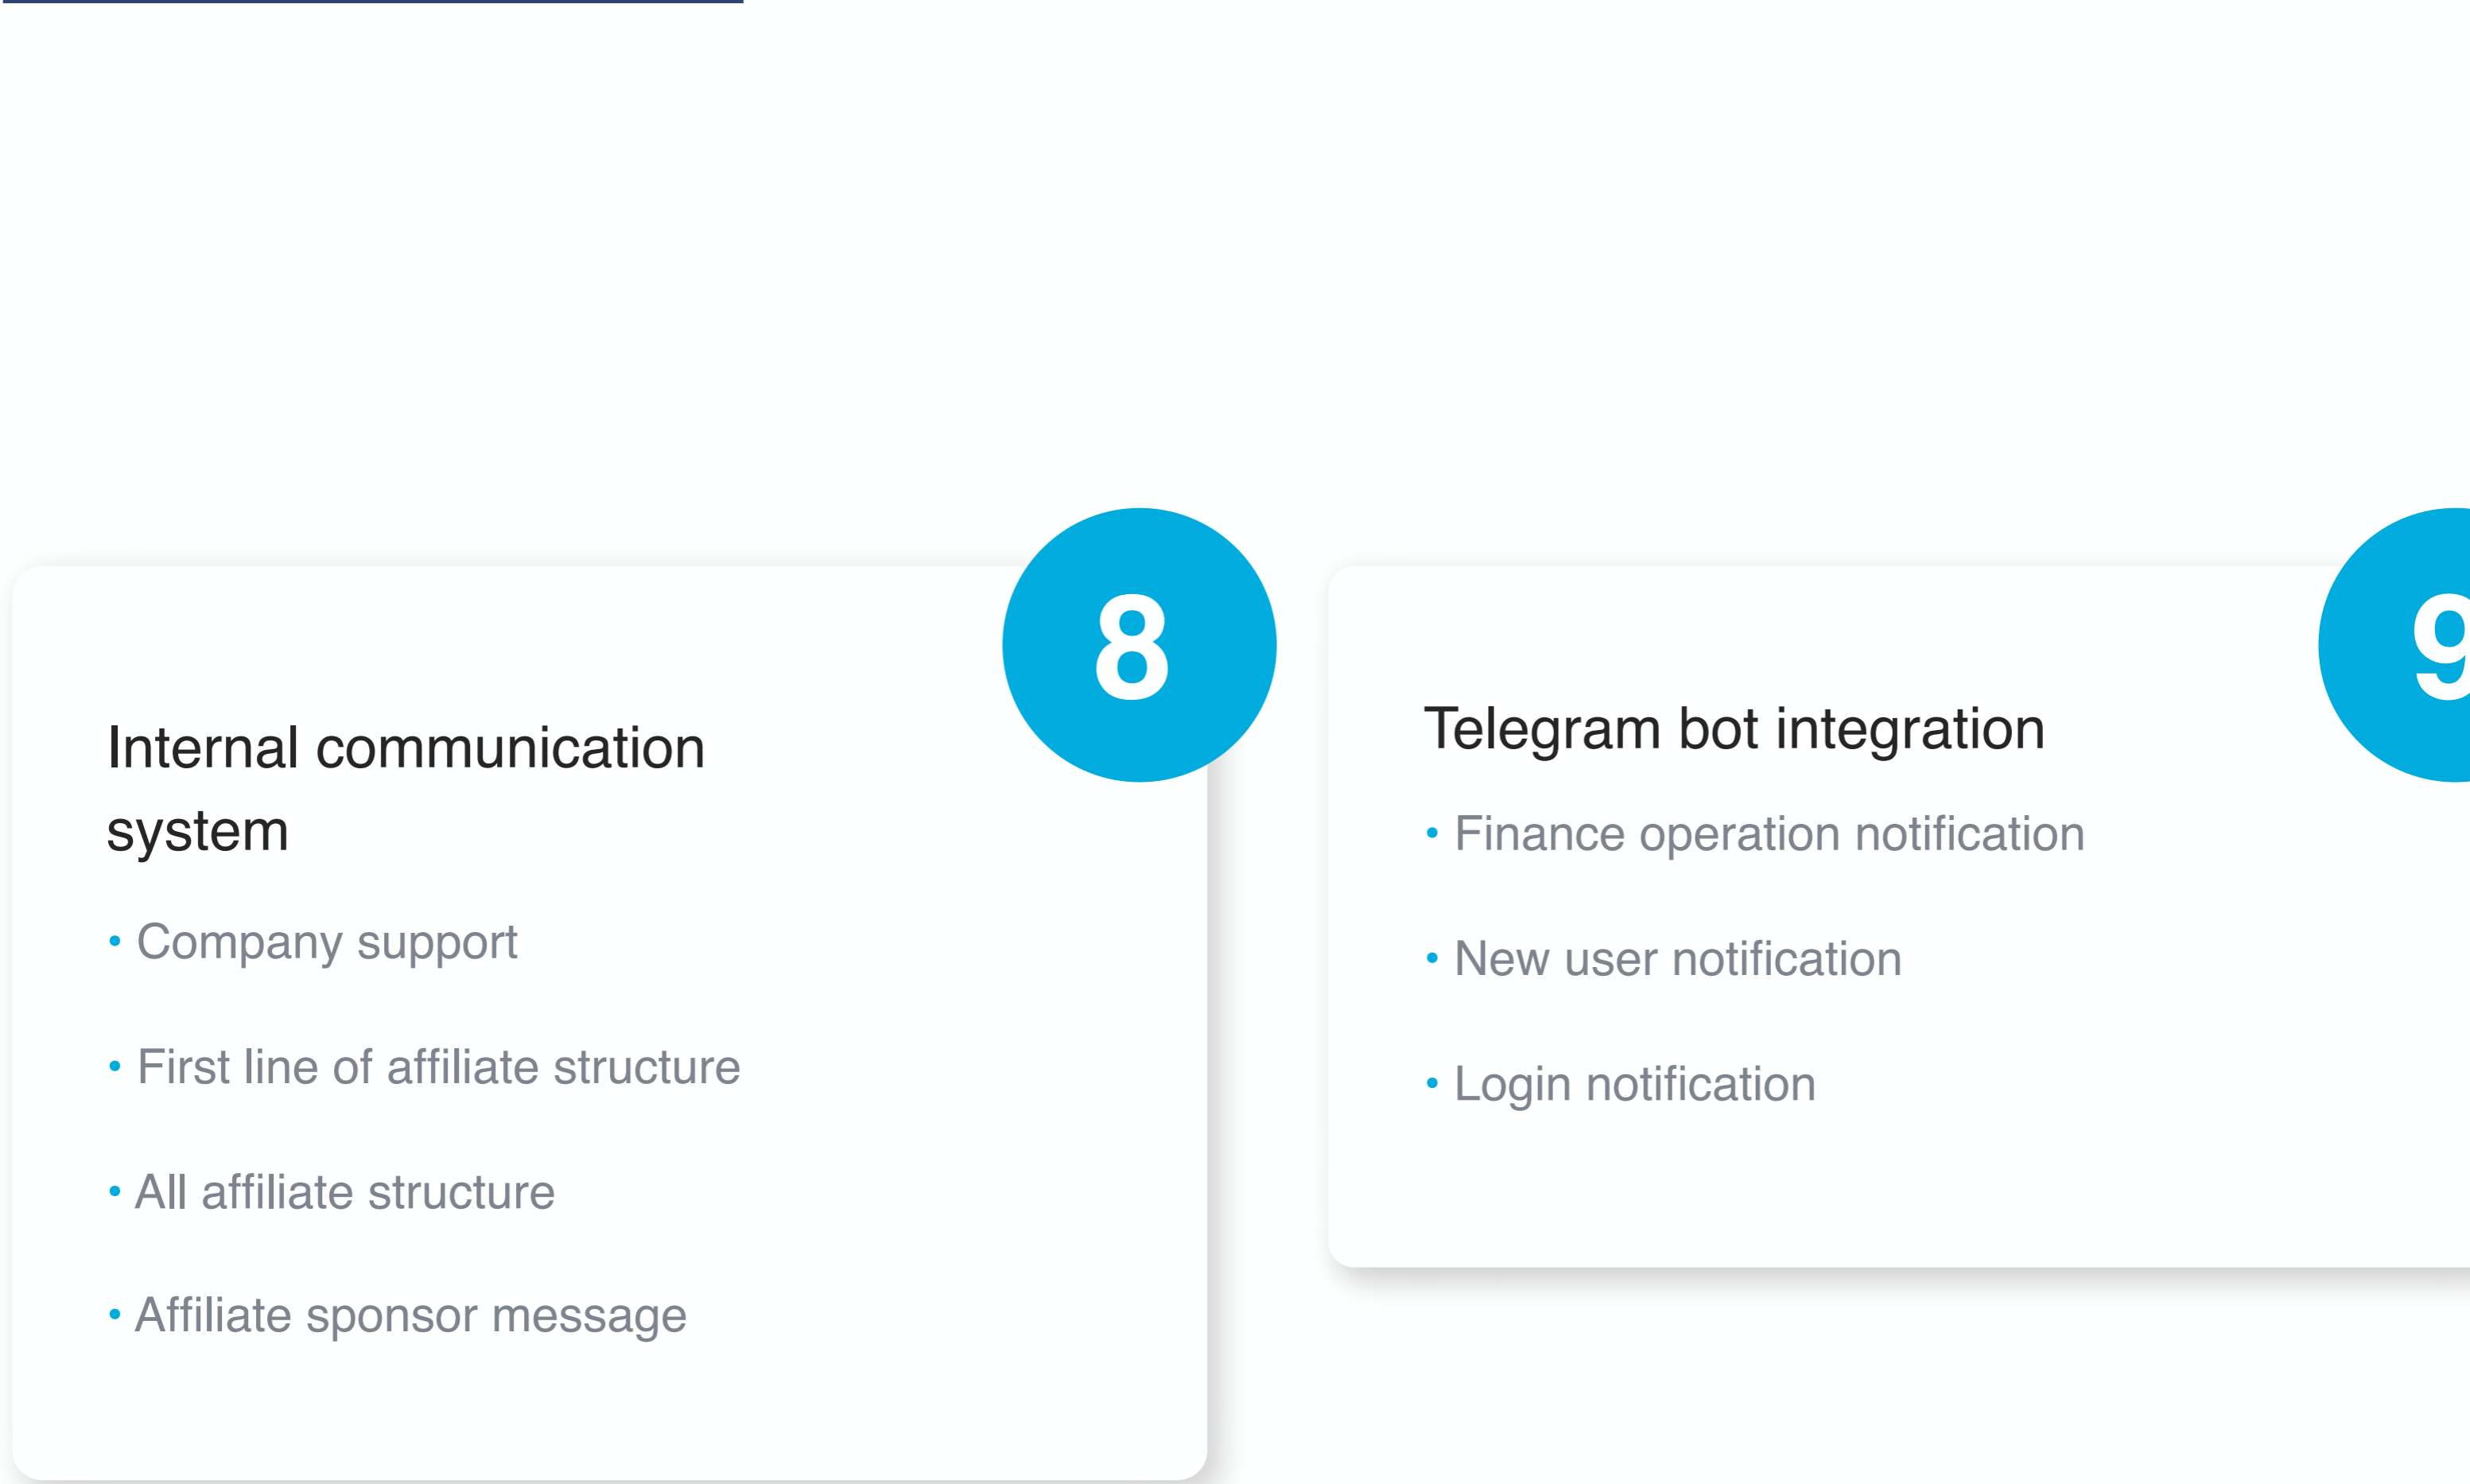 8
Internal communication
system
• Company support
• First line of affiliate structure
• All affiliate structure
• Affiliate sponsor message
9
Telegram bot integration
• Finance operation notification
• New user notification
• Login notification